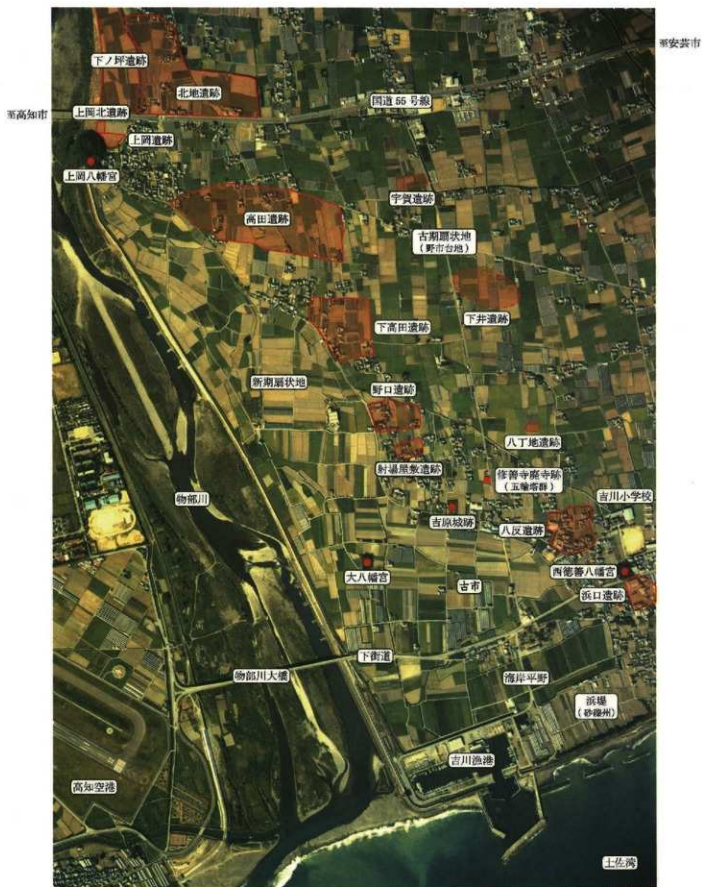 至安芸市
下ノ坪遺跡
北地遺跡
国道55号線
至高知市
上岡北遺跡
上岡遺跡
上岡八幡宮
宇賀遺跡
高田遺跡
古期扇状地
(野市台地)
下井遺跡
下高田遺跡
新期扇状地
野口遺跡
八丁地遺跡
射場屋敷遺跡
修善寺廃寺跡
(五輪塔群)
吉川小学校
物部川
吉原城跡
八反遺跡
大八幡宮
西徳善八幡宮
古市
浜口遺跡
下街道
物部川大橋
海岸平野
浜堤
(砂礫州)
吉川漁港
高知空港
土佐湾